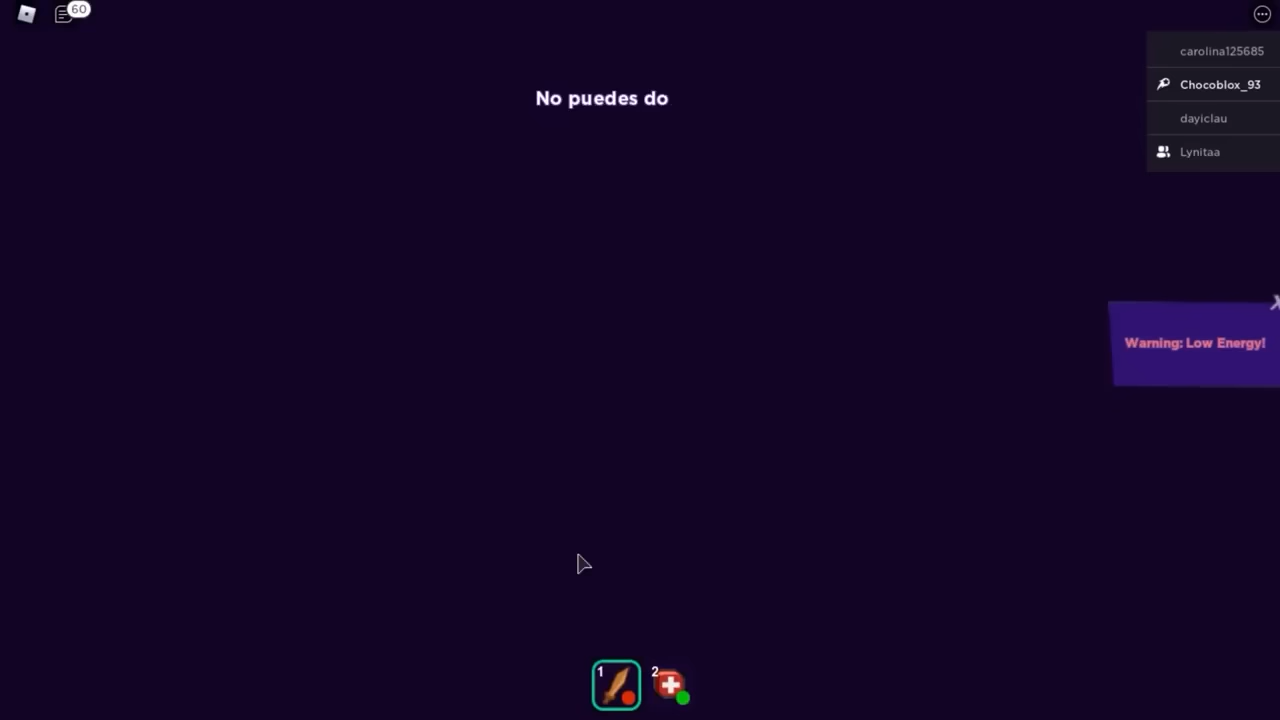 60
carolina125685
No puedes do
Chocoblox_93
dayiclau
Lynitaa
X
Warning: Low Energy!
1
2